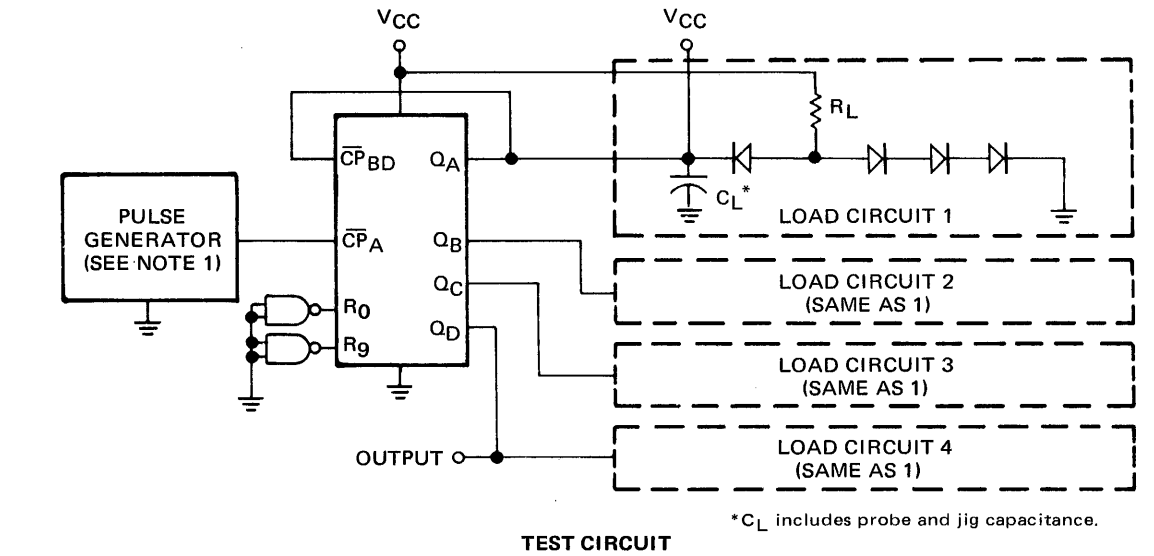 VCC
VCC
RL
CPBD
QA
CL*
LOAD CIRCUIT 1
PULSE
GENERATOR
(SEE NOTE 1)
CPA
QB
QC
LOAD CIRCUIT 2
(SAME AS 1)
R0
QD
R9
LOAD CIRCUIT 3
(SAME AS 1)
OUTPUT
LOAD CIRCUIT 4
(SAME AS 1)
*CL includes probe and jig capacitance.
TEST CIRCUIT